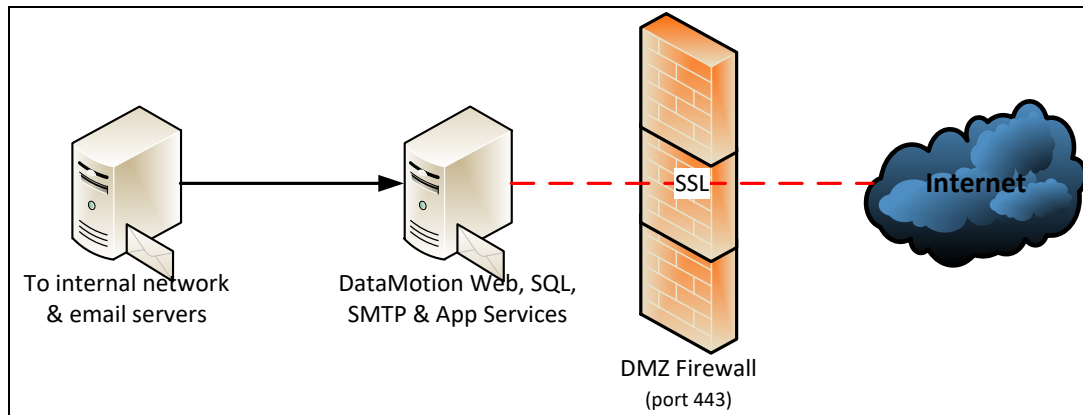 SSL
Internet
To internal network
& email servers
DataMotion Web, SQL,
SMTP & App Services
DMZ Firewall
(port 443)